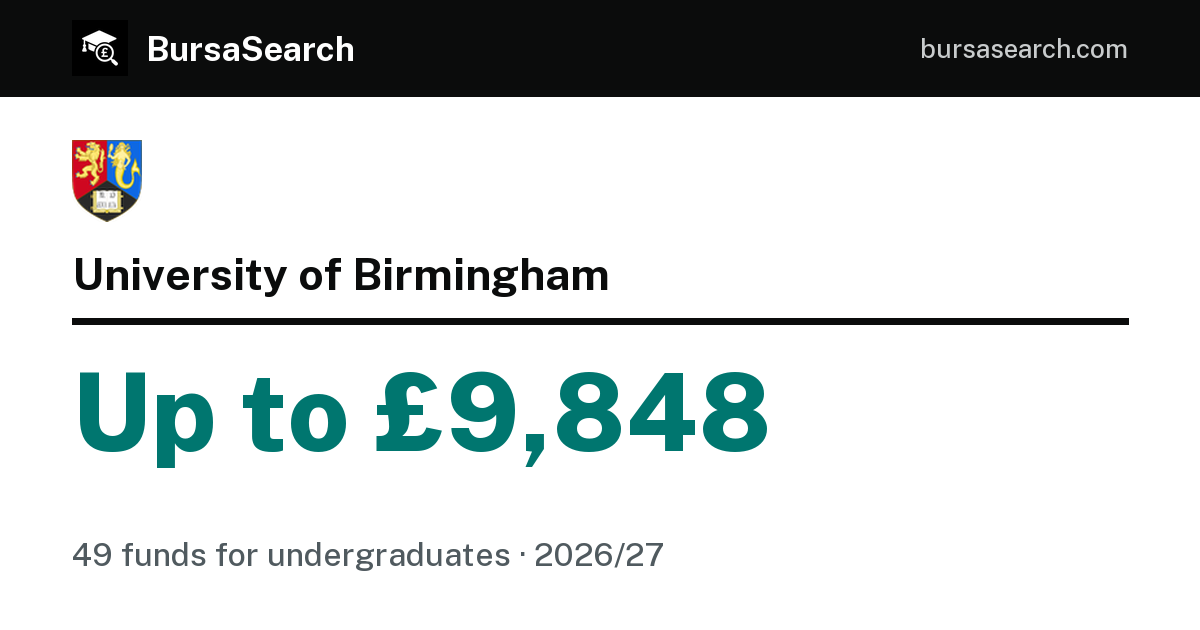 BursaSearch
bursasearch.com
University of Birmingham
Up to £9,848
49 funds for undergraduates · 2026/27